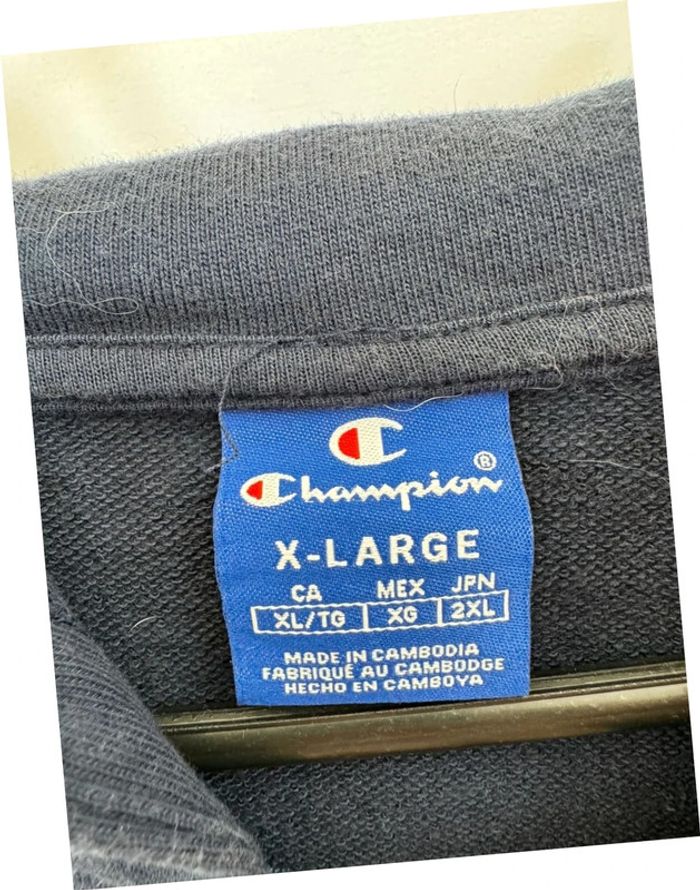 Champion®
X-LARGE
CA MEX JPN
XL/TG XG 2XL
MADE IN CAMBODIA
FABRIQUÉ AU CAMBODGE
HECHO EN CAMBOYA